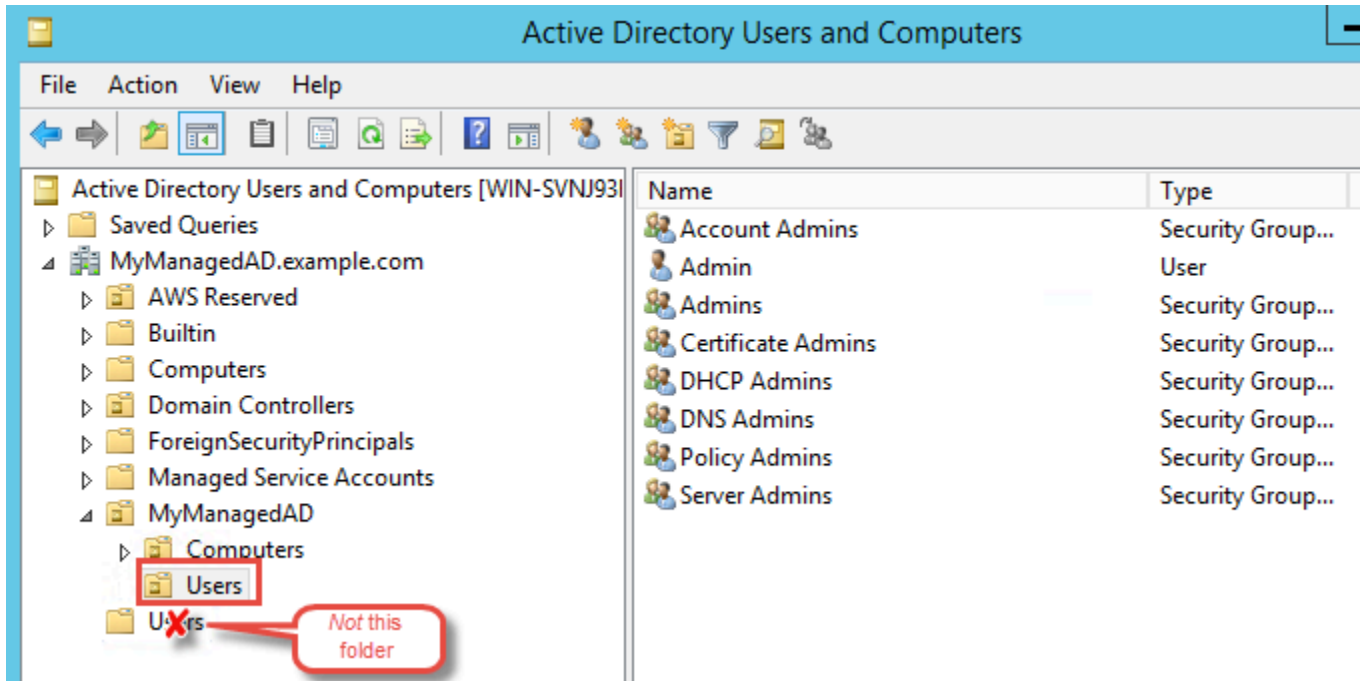 Active Directory Users and Computers
File Action View Help
Active Directory Users and Computers [WIN-SVNJ93
Saved Queries
MyManagedAD.example.com
AWS Reserved
Builtin
Computers
Domain Controllers
ForeignSecurityPrincipals
Managed Service Accounts
MyManagedAD
Computers
Users
Users
Not this
folder
Name Type
Account Admins Security Group...
Admin User
Admins Security Group...
Certificate Admins Security Group...
DHCP Admins Security Group...
DNS Admins Security Group...
Policy Admins Security Group...
Server Admins Security Group...